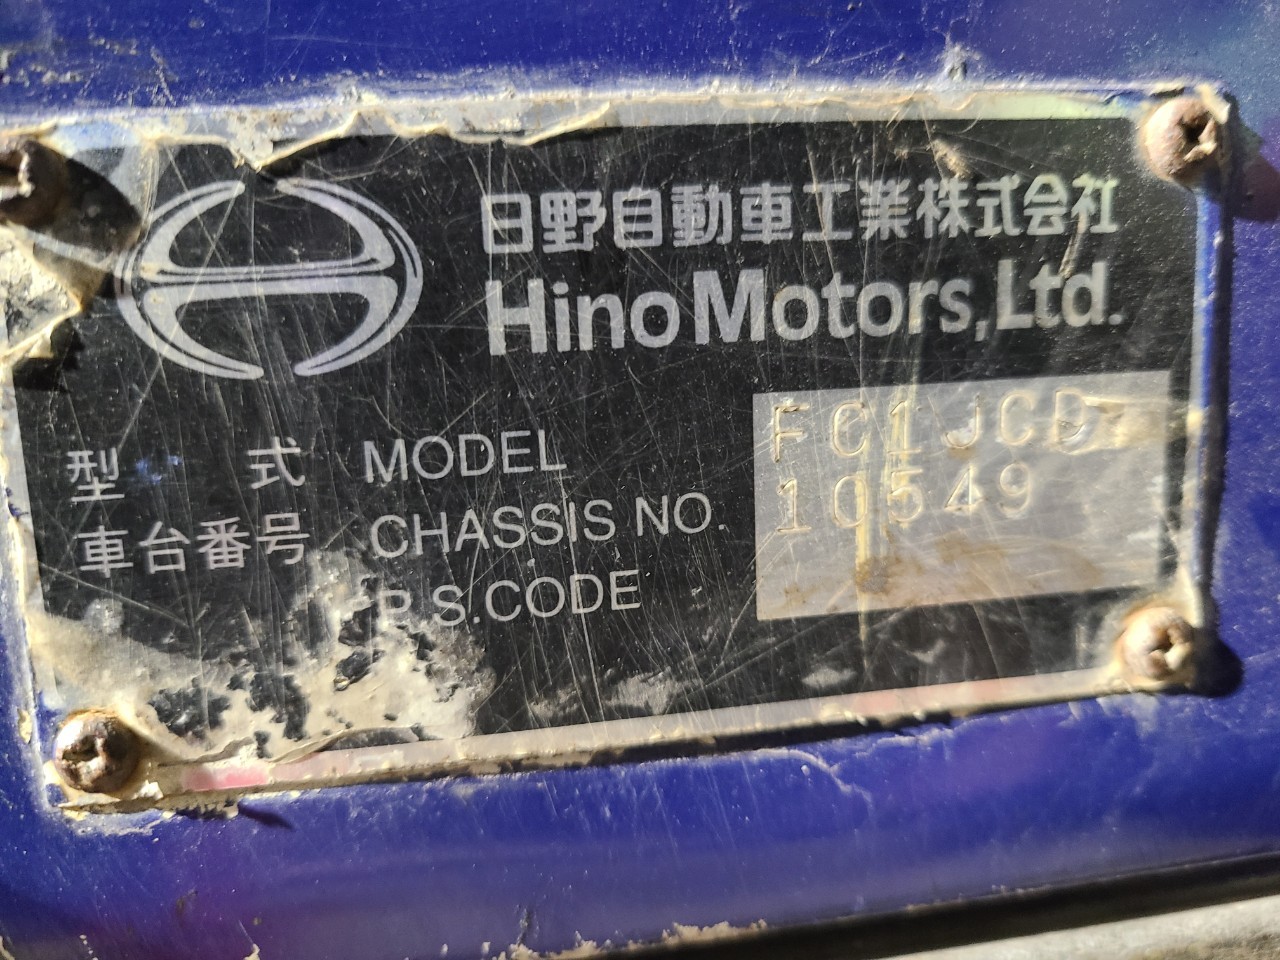 日野自動車工業株式会社
Hino Motors, Ltd.
型 式 MODEL FC1JCD
車台番号 CHASSIS NO. 10549
P.S.CODE